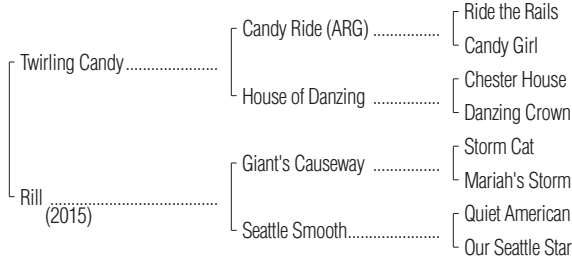 Ride the Rails
Candy Ride (ARG) ................
Candy Girl
Twirling Candy......................
Chester House
House of Danzing ................
Danzing Crown
Storm Cat
Giant's Causeway ................
Mariah's Storm
Rill ........................................
(2015)
Quiet American
Seattle Smooth......................
Our Seattle Star